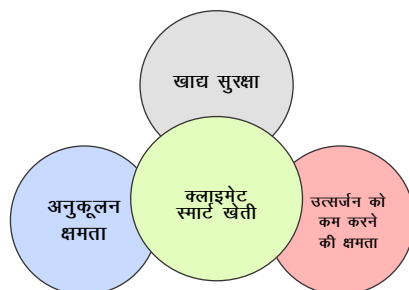 खाद्य सुरक्षा
अनुकूलन
क्षमता
क्लाइमेट
स्मार्ट खेती
उत्सर्जन को
कम करने
की क्षमता